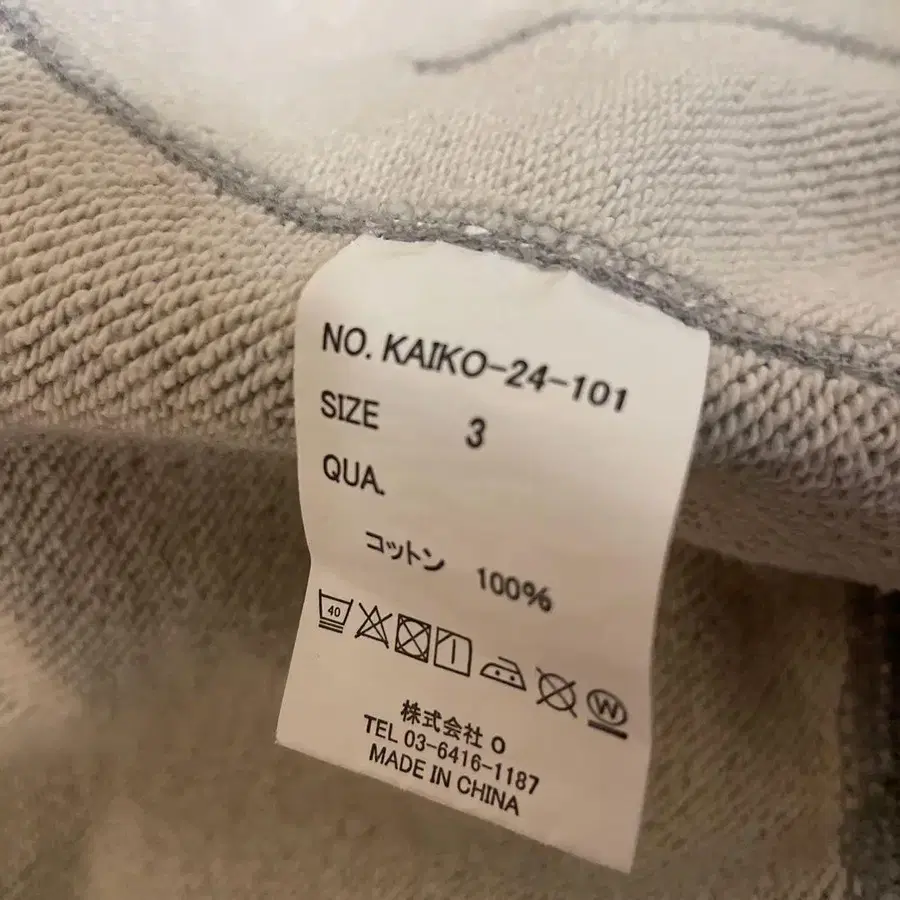 NO. KAIKO-24-101
SIZE 3
QUA.
コットン 100%
40
W
株式会社 O
TEL 03-6416-1187
MADE IN CHINA